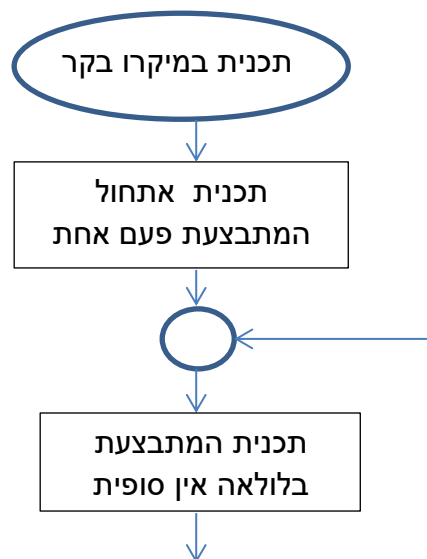 תכנית במיקרו בקר
תכנית אתחול
המתבצעת פעם אחת
תכנית המתבצעת
בלולאה אין סופית